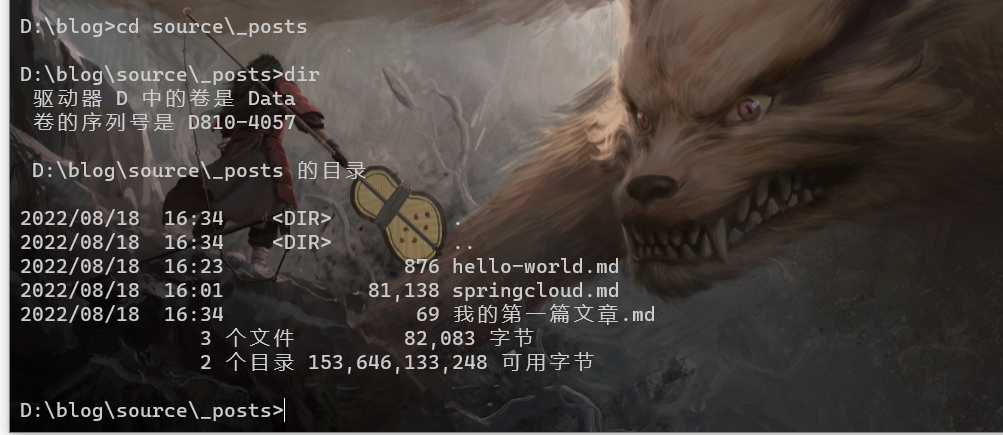 D:\blog>cd source\_posts
D:\blog\source\_posts>dir
驱动器 D 中的卷是 Data
卷的序列号是 D810-4057
D:\blog\source\_posts 的目录
2022/08/18  16:34    <DIR>          .
2022/08/18  16:34    <DIR>          ..
2022/08/18  16:23               876 hello-world.md
2022/08/18  16:01            81,138 springcloud.md
2022/08/18  16:34                69 我的第一篇文章.md
3 个文件         82,083 字节
2 个目录 153,646,133,248 可用字节
D:\blog\source\_posts>